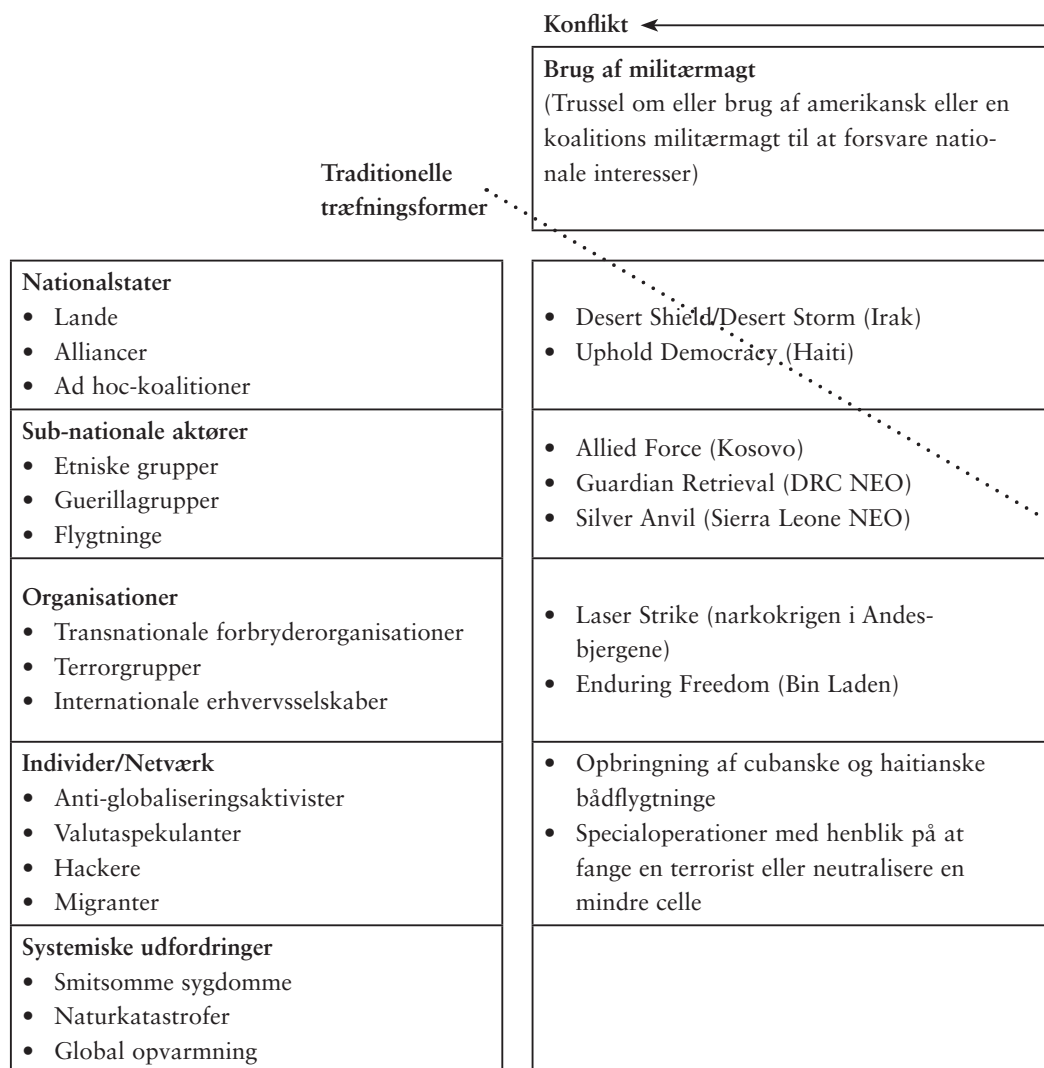 Konflikt
Brug af militærmagt
(Trussel om eller brug af amerikansk eller en
koalitions militærmagt til at forsvare natio-
nale interesser)
Traditionelle
træfningsformer
Nationalstater
• Lande
• Alliancer
• Ad hoc-koalitioner
• Desert Shield/Desert Storm (Irak)
• Uphold Democracy (Haiti)
Sub-nationale aktører
• Etniske grupper
• Guerillagrupper
• Flygtninge
• Allied Force (Kosovo)
• Guardian Retrieval (DRC NEO)
• Silver Anvil (Sierra Leone NEO)
Organisationer
• Transnationale forbryderorganisationer
• Terrorgrupper
• Internationale erhvervsselskaber
• Laser Strike (narkokrigen i Andes-
bjergene)
• Enduring Freedom (Bin Laden)
Individer/Netværk
• Anti-globaliseringsaktivister
• Valutaspekulanter
• Hackere
• Migranter
• Opbringning af cubanske og haitianske
bådflygtninge
• Specialoperationer med henblik på at
fange en terrorist eller neutralisere en
mindre celle
Systemiske udfordringer
• Smitsomme sygdomme
• Naturkatastrofer
• Global opvarmning